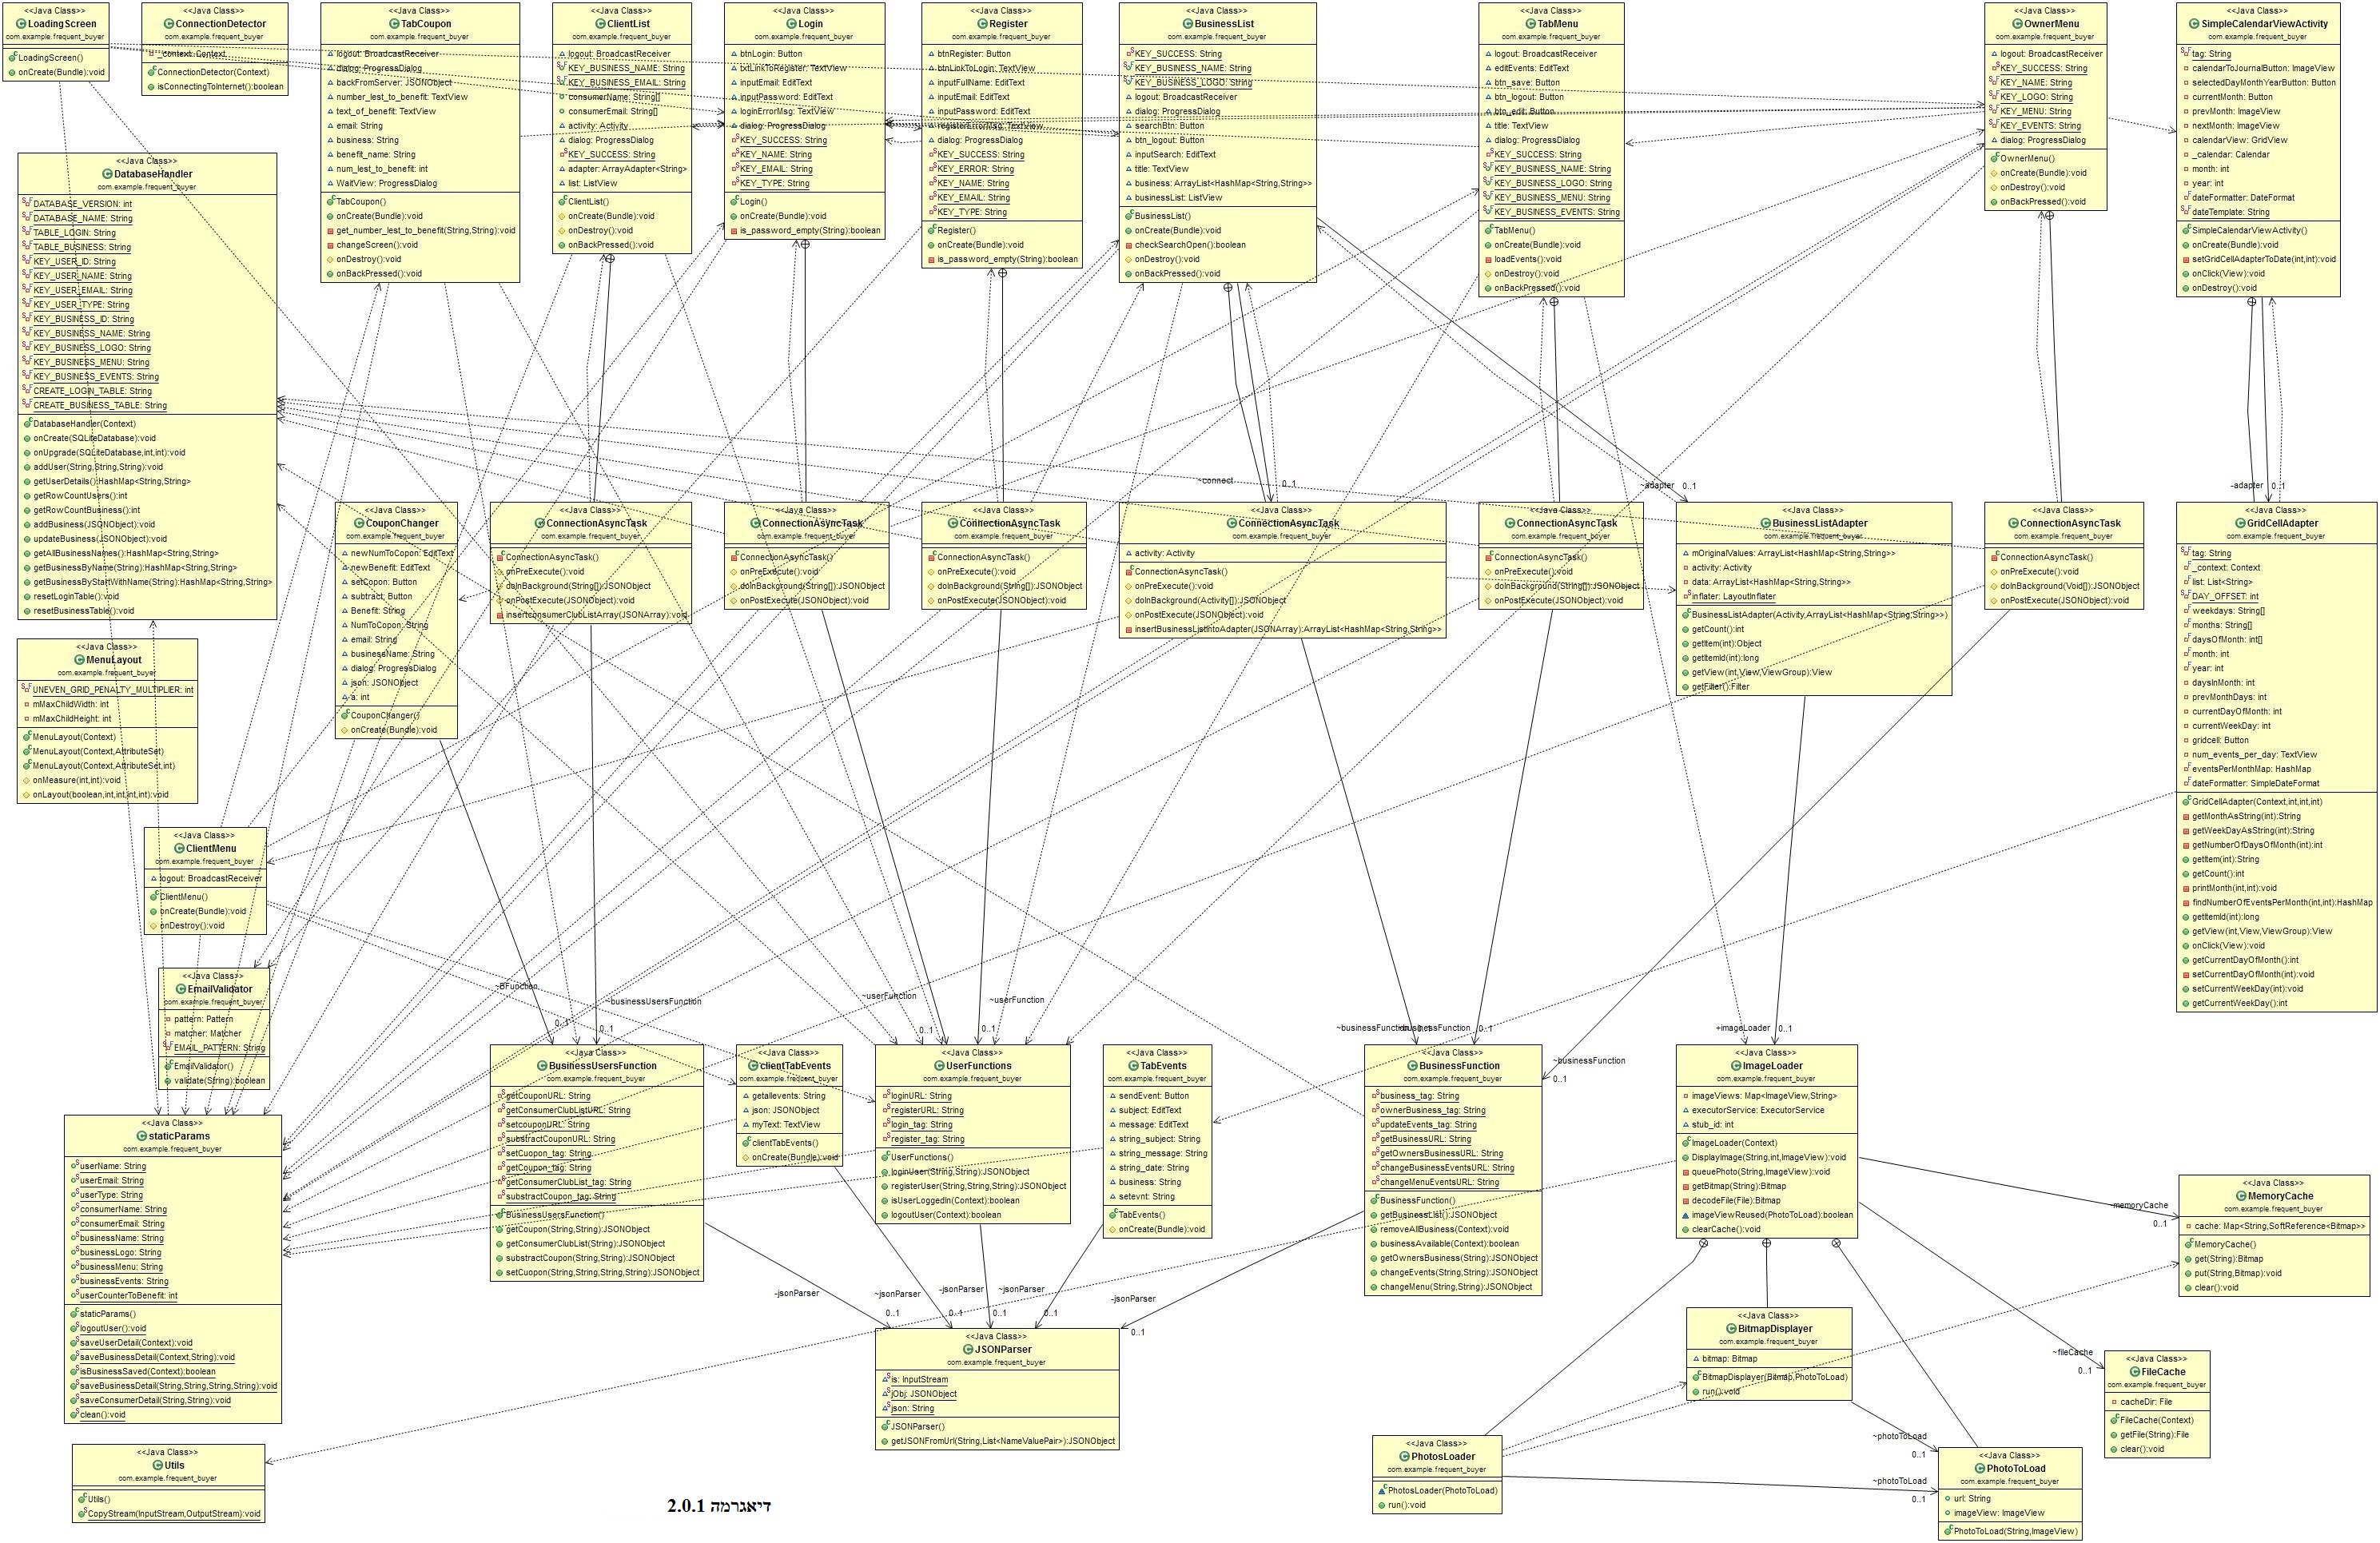 <<Java Class>>
LoadingScreen
com.example.frequent_buyer
LoadingScreen()
onCreate(Bundle):void
<<Java Class>>
ConnectionDetector
com.example.frequent_buyer
_context: Context
ConnectionDetector(Context)
isConnectingToInternet():boolean
<<Java Class>>
TabCoupon
com.example.frequent_buyer
logout: BroadcastReceiver
dialog: ProgressDialog
backFromServer: JSONObject
number_lest_to_benefit: TextView
text_of_benefit: TextView
email: String
business: String
benefit_name: String
num_lest_to_benefit: int
WaitView: ProgressDialog
TabCoupon()
onCreate(Bundle):void
get_number_lest_to_benefit(String,String):void
changeScreen():void
onDestroy():void
onBackPressed():void
<<Java Class>>
ClientList
com.example.frequent_buyer
logout: BroadcastReceiver
KEY_BUSINESS_NAME: String
KEY_BUSINESS_EMAIL: String
consumerName: String[]
consumerEmail: String[]
activity: Activity
dialog: ProgressDialog
KEY_SUCCESS: String
adapter: ArrayAdapter<String>
list: ListView
ClientList()
onCreate(Bundle):void
onDestroy():void
onBackPressed():void
<<Java Class>>
Login
com.example.frequent_buyer
btnLogin: Button
txtLinkToRegister: TextView
inputEmail: EditText
inputPassword: EditText
loginErrorMsg: TextView
dialog: ProgressDialog
KEY_SUCCESS: String
KEY_NAME: String
KEY_EMAIL: String
KEY_TYPE: String
Login()
onCreate(Bundle):void
is_password_empty(String):boolean
<<Java Class>>
Register
com.example.frequent_buyer
btnRegister: Button
btnLinkToLogin: TextView
inputFullName: EditText
inputEmail: EditText
inputPassword: EditText
registerErrorMsg: TextView
dialog: ProgressDialog
KEY_SUCCESS: String
KEY_ERROR: String
KEY_NAME: String
KEY_EMAIL: String
KEY_TYPE: String
Register()
onCreate(Bundle):void
is_password_empty(String):boolean
<<Java Class>>
BusinessList
com.example.frequent_buyer
KEY_SUCCESS: String
KEY_BUSINESS_NAME: String
KEY_BUSINESS_LOGO: String
logout: BroadcastReceiver
dialog: ProgressDialog
searchBtn: Button
btn_logout: Button
inputSearch: EditText
title: TextView
business: ArrayList<HashMap<String,String>>
businessList: ListView
BusinessList()
onCreate(Bundle):void
checkSearchOpen():boolean
onDestroy():void
onBackPressed():void
<<Java Class>>
TabMenu
com.example.frequent_buyer
logout: BroadcastReceiver
editEvents: EditText
btn_save: Button
btn_logout: Button
btn_edit: Button
title: TextView
dialog: ProgressDialog
KEY_SUCCESS: String
KEY_BUSINESS_NAME: String
KEY_BUSINESS_LOGO: String
KEY_BUSINESS_MENU: String
KEY_BUSINESS_EVENTS: String
TabMenu()
onCreate(Bundle):void
loadEvents():void
onDestroy():void
onBackPressed():void
<<Java Class>>
OwnerMenu
com.example.frequent_buyer
logout: BroadcastReceiver
KEY_SUCCESS: String
KEY_NAME: String
KEY_LOGO: String
KEY_MENU: String
KEY_EVENTS: String
dialog: ProgressDialog
OwnerMenu()
onCreate(Bundle):void
onDestroy():void
onBackPressed():void
<<Java Class>>
SimpleCalendarViewActivity
com.example.frequent_buyer
tag: String
calendarToJournalButton: ImageView
selectedDayMonthYearButton: Button
currentMonth: Button
prevMonth: ImageView
nextMonth: ImageView
calendarView: GridView
_calendar: Calendar
month: int
year: int
dateFormatter: DateFormat
dateTemplate: String
SimpleCalendarViewActivity()
onCreate(Bundle):void
setGridCellAdapterToDate(int,int):void
onClick(View):void
onDestroy():void
<<Java Class>>
DatabaseHandler
com.example.frequent_buyer
DATABASE_VERSION: int
DATABASE_NAME: String
TABLE_LOGIN: String
TABLE_BUSINESS: String
KEY_USER_ID: String
KEY_USER_NAME: String
KEY_USER_EMAIL: String
KEY_USER_TYPE: String
KEY_BUSINESS_ID: String
KEY_BUSINESS_NAME: String
KEY_BUSINESS_LOGO: String
KEY_BUSINESS_MENU: String
KEY_BUSINESS_EVENTS: String
CREATE_LOGIN_TABLE: String
CREATE_BUSINESS_TABLE: String
DatabaseHandler(Context)
onCreate(SQLiteDatabase):void
onUpgrade(SQLiteDatabase,int,int):void
addUser(String,String,String):void
getUserDetails():HashMap<String,String>
getRowCountUsers():int
getRowCountBusiness():int
addBusiness(JSONObject):void
updateBusiness(JSONObject):void
getAllBusinessNames():HashMap<String,String>
getBusinessByName(String):HashMap<String,String>
getBusinessByStartWithName(String):HashMap<String,String>
resetLoginTable():void
resetBusinessTable():void
~connect
0..1
~adapter
0..1
-adapter
0..1
<<Java Class>>
CouponChanger
com.example.frequent_buyer
newNumToCopon: EditText
newBenefit: EditText
setCopon: Button
subtract: Button
Benefit: String
NumToCopon: String
email: String
businessName: String
dialog: ProgressDialog
json: JSONObject
a: int
CouponChanger()
onCreate(Bundle):void
<<Java Class>>
ConnectionAsyncTask
com.example.frequent_buyer
ConnectionAsyncTask()
onPreExecute():void
doInBackground(String[]):JSONObject
onPostExecute(JSONObject):void
insertconsumerClubListArray(JSONArray):void
<<Java Class>>
ConnectionAsyncTask
com.example.frequent_buyer
ConnectionAsyncTask()
onPreExecute():void
doInBackground(String[]):JSONObject
onPostExecute(JSONObject):void
<<Java Class>>
ConnectionAsyncTask
com.example.frequent_buyer
ConnectionAsyncTask()
onPreExecute():void
doInBackground(String[]):JSONObject
onPostExecute(JSONObject):void
<<Java Class>>
ConnectionAsyncTask
com.example.frequent_buyer
activity: Activity
ConnectionAsyncTask()
onPreExecute():void
doInBackground(Activity[]):JSONObject
onPostExecute(JSONObject):void
insertBusinessListIntoAdapter(JSONArray):ArrayList<HashMap<String,String>>
<<Java Class>>
ConnectionAsyncTask
com.example.frequent_buyer
ConnectionAsyncTask()
onPreExecute():void
doInBackground(String[]):JSONObject
onPostExecute(JSONObject):void
<<Java Class>>
BusinessListAdapter
com.example.frequent_buyer
mOriginalValues: ArrayList<HashMap<String,String>>
activity: Activity
data: ArrayList<HashMap<String,String>>
inflater: LayoutInflater
BusinessListAdapter(Activity,ArrayList<HashMap<String,String>>)
getCount():int
getItem(int):Object
getItemId(int):long
getView(int,View,ViewGroup):View
getFilter():Filter
<<Java Class>>
ConnectionAsyncTask
com.example.frequent_buyer
ConnectionAsyncTask()
onPreExecute():void
doInBackground(Void[]):JSONObject
onPostExecute(JSONObject):void
<<Java Class>>
GridCellAdapter
com.example.frequent_buyer
tag: String
_context: Context
list: List<String>
DAY_OFFSET: int
weekdays: String[]
months: String[]
daysOfMonth: int[]
month: int
year: int
daysInMonth: int
prevMonthDays: int
currentDayOfMonth: int
currentWeekDay: int
gridcell: Button
num_events_per_day: TextView
eventsPerMonthMap: HashMap
dateFormatter: SimpleDateFormat
GridCellAdapter(Context,int,int,int)
getMonthAsString(int):String
getWeekDayAsString(int):String
getNumberOfDaysOfMonth(int):int
getItem(int):String
getCount():int
printMonth(int,int):void
findNumberOfEventsPerMonth(int,int):HashMap
getItemId(int):long
getView(int,View,ViewGroup):View
onClick(View):void
getCurrentDayOfMonth():int
setCurrentDayOfMonth(int):void
setCurrentWeekDay(int):void
getCurrentWeekDay():int
<<Java Class>>
MenuLayout
com.example.frequent_buyer
UNEVEN_GRID_PENALTY_MULTIPLIER: int
mMaxChildWidth: int
mMaxChildHeight: int
MenuLayout(Context)
MenuLayout(Context,AttributeSet)
MenuLayout(Context,AttributeSet,int)
onMeasure(int,int):void
onLayout(boolean,int,int,int,int):void
<<Java Class>>
ClientMenu
com.example.frequent_buyer
logout: BroadcastReceiver
ClientMenu()
onCreate(Bundle):void
onDestroy():void
<<Java Class>>
EmailValidator
com.example.frequent_buyer
pattern: Pattern
matcher: Matcher
EMAIL_PATTERN: String
EmailValidator()
validate(String):boolean
~BFunction
0..1
~businessUsersFunction
0..1
~userFunction
0..1
~userFunction
0..1
~businessFunction
~businessFunction
0..1
+imageLoader
0..1
~businessFunction
0..1
<<Java Class>>
staticParams
com.example.frequent_buyer
userName: String
userEmail: String
userType: String
consumerName: String
consumerEmail: String
businessName: String
businessLogo: String
businessMenu: String
businessEvents: String
userCounterToBenefit: int
staticParams()
logoutUser():void
saveUserDetail(Context):void
saveBusinessDetail(Context,String):void
isBusinessSaved(Context):boolean
saveBusinessDetail(String,String,String,String):void
saveConsumerDetail(String,String):void
clean():void
<<Java Class>>
BusinessUsersFunction
com.example.frequent_buyer
getCouponURL: String
getConsumerClubListURL: String
setcouponURL: String
substractCouponURL: String
setCuopon_tag: String
getCoupon_tag: String
getConsumerClubList_tag: String
substractCoupon_tag: String
BusinessUsersFunction()
getCoupon(String,String):JSONObject
getConsumerClubList(String):JSONObject
substractCoupon(String,String):JSONObject
setCuopon(String,String,String,String):JSONObject
<<Java Class>>
clientTabEvents
com.example.frequent_buyer
getallevents: String
json: JSONObject
myText: TextView
clientTabEvents()
onCreate(Bundle):void
<<Java Class>>
UserFunctions
com.example.frequent_buyer
loginURL: String
registerURL: String
login_tag: String
register_tag: String
UserFunctions()
loginUser(String,String):JSONObject
registerUser(String,String,String):JSONObject
isUserLoggedIn(Context):boolean
logoutUser(Context):boolean
<<Java Class>>
TabEvents
com.example.frequent_buyer
sendEvent: Button
subject: EditText
message: EditText
string_subject: String
string_message: String
string_date: String
business: String
setevnt: String
TabEvents()
onCreate(Bundle):void
<<Java Class>>
BusinessFunction
com.example.frequent_buyer
business_tag: String
ownerBusiness_tag: String
updateEvents_tag: String
getBusinessURL: String
getOwnersBusinessURL: String
changeBusinessEventsURL: String
changeMenuEventsURL: String
BusinessFunction()
getBusinessList():JSONObject
removeAllBusiness(Context):void
businessAvailable(Context):boolean
getOwnersBusiness(String):JSONObject
changeEvents(String,String):JSONObject
changeMenu(String,String):JSONObject
<<Java Class>>
ImageLoader
com.example.frequent_buyer
imageViews: Map<ImageView,String>
executorService: ExecutorService
stub_id: int
ImageLoader(Context)
DisplayImage(String,int,ImageView):void
queuePhoto(String,ImageView):void
getBitmap(String):Bitmap
decodeFile(File):Bitmap
imageViewReused(PhotoToLoad):boolean
clearCache():void
~memoryCache
0..1
<<Java Class>>
MemoryCache
com.example.frequent_buyer
cache: Map<String,SoftReference<Bitmap>>
MemoryCache()
get(String):Bitmap
put(String,Bitmap):void
clear():void
-jsonParser
0..1
~jsonParser
-jsonParser
0..1
~jsonParser
0..1
-jsonParser
0..1
<<Java Class>>
JSONParser
com.example.frequent_buyer
is: InputStream
jObj: JSONObject
json: String
JSONParser()
getJSONFromUrl(String,List<NameValuePair>):JSONObject
<<Java Class>>
BitmapDisplayer
com.example.frequent_buyer
bitmap: Bitmap
BitmapDisplayer(Bitmap,PhotoToLoad)
run():void
~fileCache
0..1
<<Java Class>>
FileCache
com.example.frequent_buyer
cacheDir: File
FileCache(Context)
getFile(String):File
clear():void
<<Java Class>>
PhotosLoader
com.example.frequent_buyer
PhotosLoader(PhotoToLoad)
run():void
~photoToLoad
0..1
~photoToLoad
0..1
<<Java Class>>
PhotoToLoad
com.example.frequent_buyer
url: String
imageView: ImageView
PhotoToLoad(String,ImageView)
<<Java Class>>
Utils
com.example.frequent_buyer
Utils()
CopyStream(InputStream,OutputStream):void
דיאגרמה 2.0.1